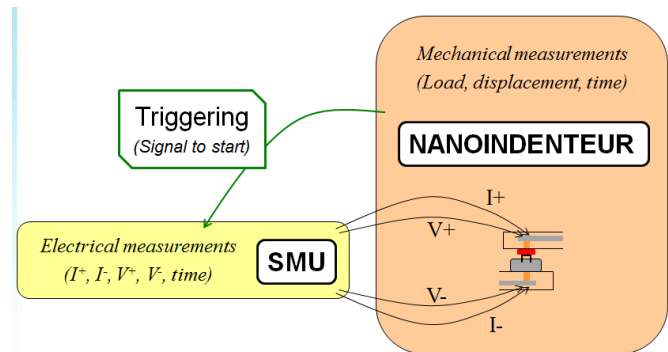 Mechanical measurements
(Load, displacement, time)
Triggering
(Signal to start)
NANOINDENTEUR
I+
V+
Electrical measurements
(I⁺, I⁻, V⁺, V⁻, time)
SMU
V-
I-